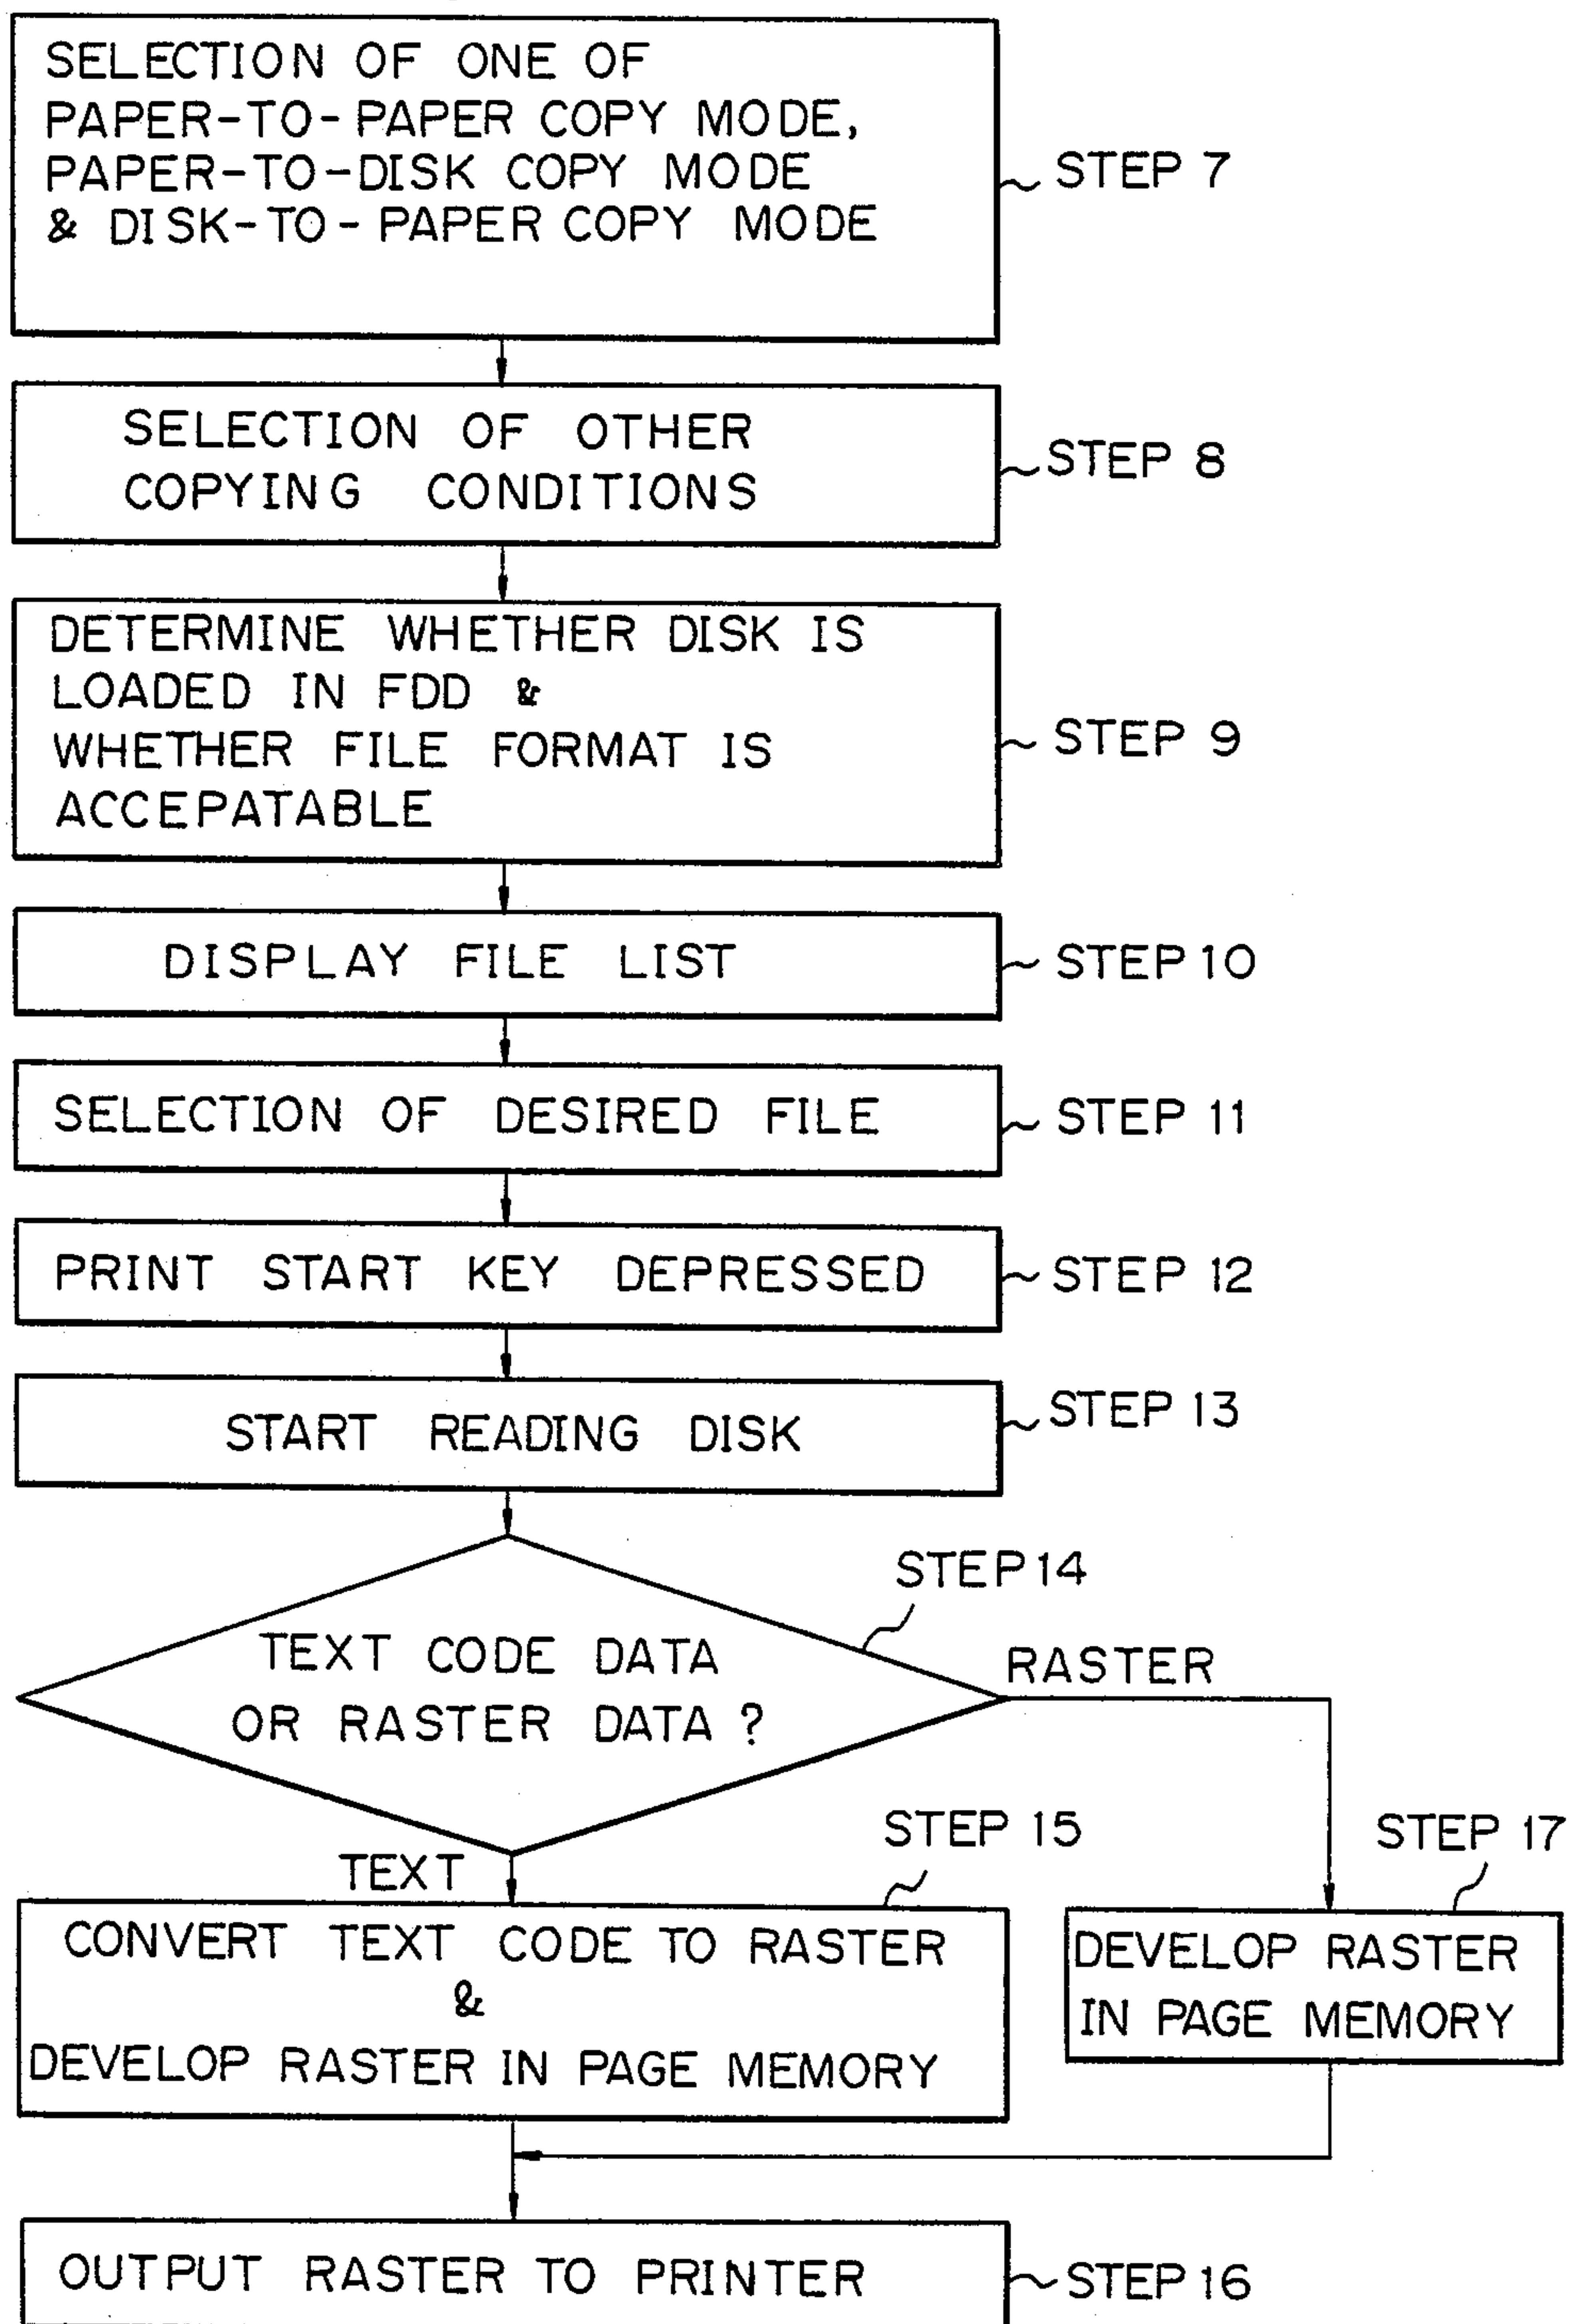 SELECTION OF ONE OF
PAPER-TO-PAPER COPY MODE,
PAPER-TO-DISK COPY MODE
& DISK-TO-PAPER COPY MODE
STEP 7
SELECTION OF OTHER
COPYING CONDITIONS
STEP 8
DETERMINE WHETHER DISK IS
LOADED IN FDD &
WHETHER FILE FORMAT IS
ACCEPATABLE
STEP 9
DISPLAY FILE LIST
STEP 10
SELECTION OF DESIRED FILE
STEP 11
PRINT START KEY DEPRESSED
STEP 12
START READING DISK
STEP 13
STEP 14
TEXT CODE DATA
OR RASTER DATA ?
RASTER
TEXT
STEP 15
CONVERT TEXT CODE TO RASTER
&
DEVELOP RASTER IN PAGE MEMORY
STEP 17
DEVELOP RASTER
IN PAGE MEMORY
OUTPUT RASTER TO PRINTER
STEP 16